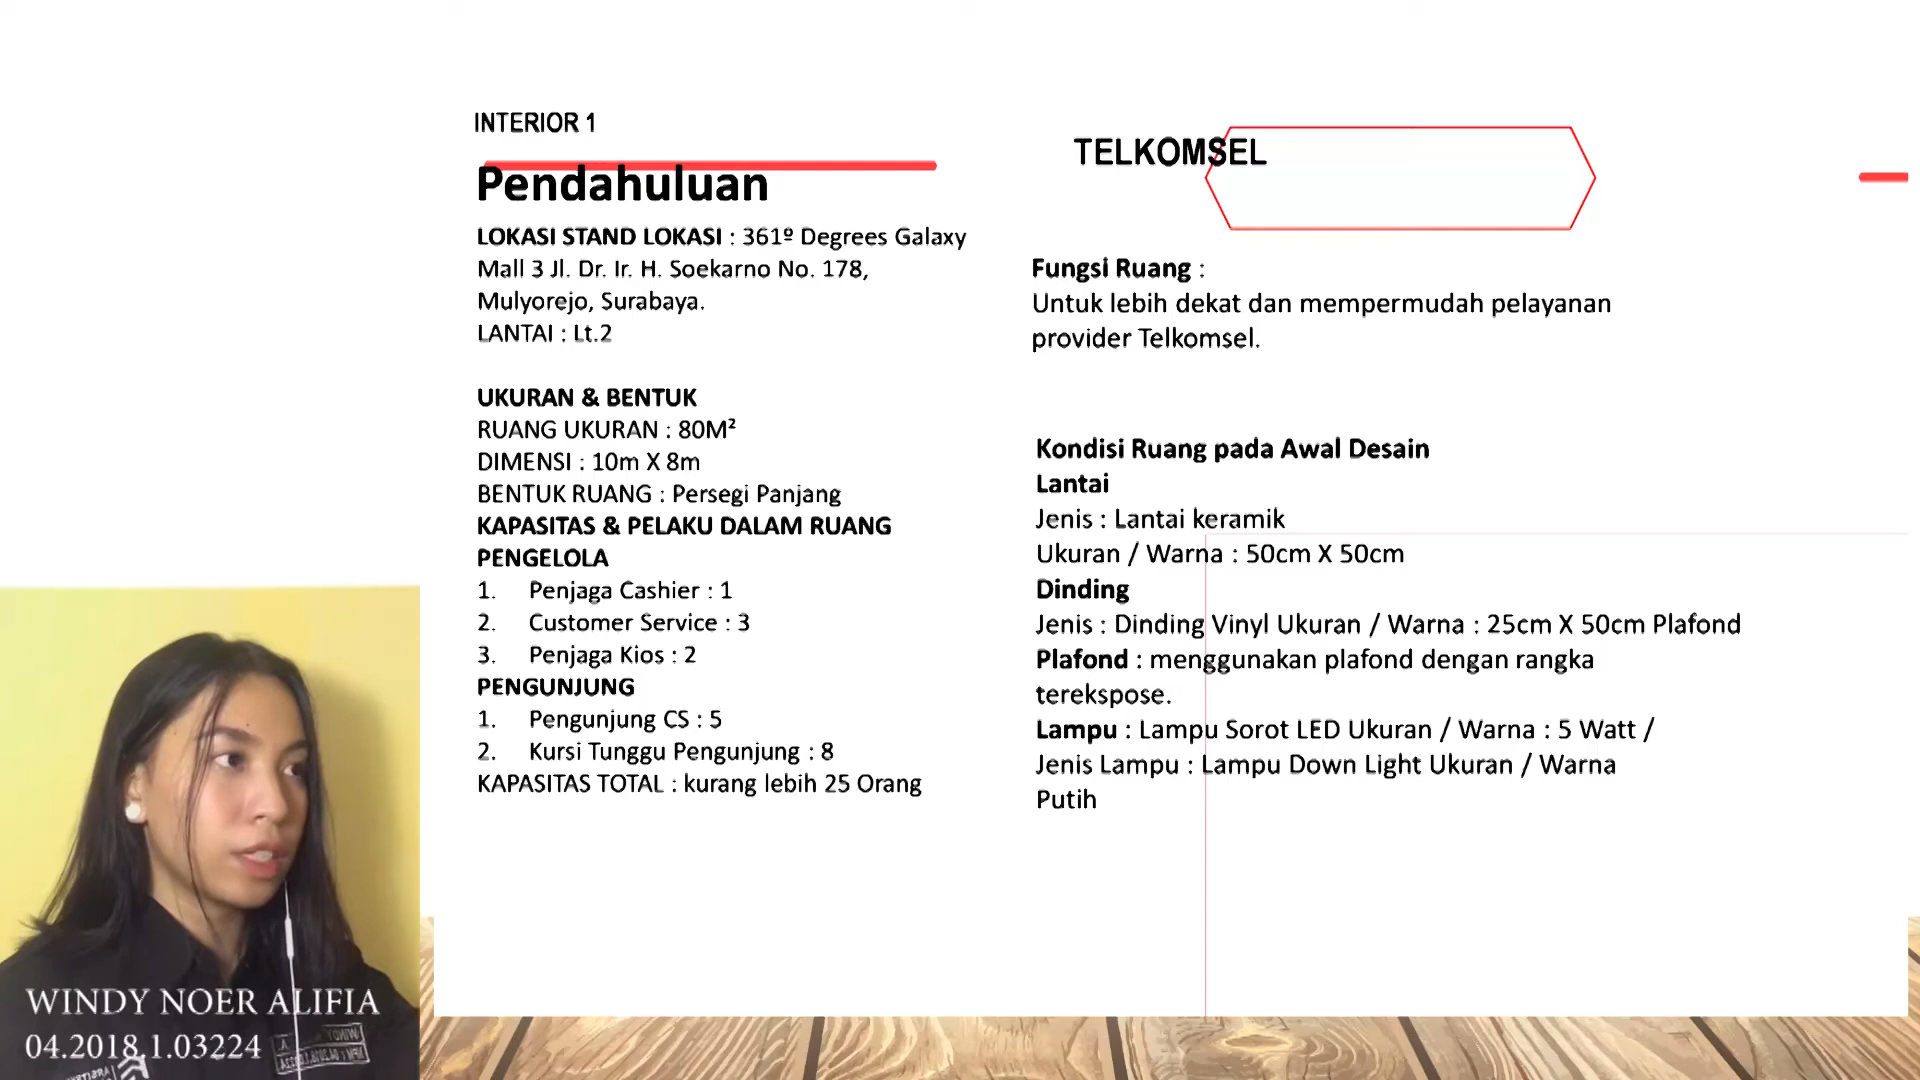 INTERIOR 1
Pendahuluan
LOKASI STAND LOKASI : 361º Degrees Galaxy
Mall 3 Jl. Dr. Ir. H. Soekarno No. 178,
Mulyorejo, Surabaya.
LANTAI : Lt.2
UKURAN & BENTUK
RUANG UKURAN : 80M²
DIMENSI : 10m X 8m
BENTUK RUANG : Persegi Panjang
KAPASITAS & PELAKU DALAM RUANG
PENGELOLA
1. Penjaga Cashier : 1
2. Customer Service : 3
3. Penjaga Kios : 2
PENGUNJUNG
1. Pengunjung CS : 5
2. Kursi Tunggu Pengunjung : 8
KAPASITAS TOTAL : kurang lebih 25 Orang
TELKOMSEL
Fungsi Ruang :
Untuk lebih dekat dan mempermudah pelayanan
provider Telkomsel.
Kondisi Ruang pada Awal Desain
Lantai
Jenis : Lantai keramik
Ukuran / Warna : 50cm X 50cm
Dinding
Jenis : Dinding Vinyl Ukuran / Warna : 25cm X 50cm Plafond
Plafond : menggunakan plafond dengan rangka
terekspose.
Lampu : Lampu Sorot LED Ukuran / Warna : 5 Watt /
Jenis Lampu : Lampu Down Light Ukuran / Warna
Putih
WINDY NOER ALIFIA
04.2018.1.03224